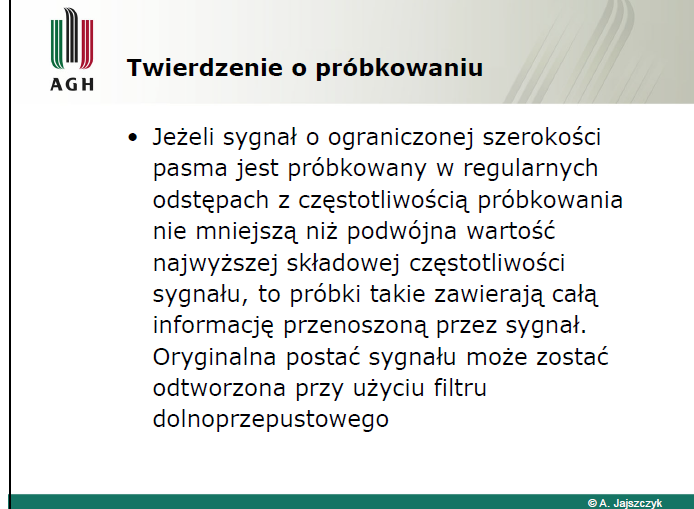 AGH
Twierdzenie o próbkowaniu
• Jeżeli sygnał o ograniczonej szerokości
pasma jest próbkowany w regularnych
odstępach z częstotliwością próbkowania
nie mniejszą niż podwójna wartość
najwyższej składowej częstotliwości
sygnału, to próbki takie zawierają całą
informację przenoszoną przez sygnał.
Oryginalna postać sygnału może zostać
odtworzona przy użyciu filtru
dolnoprzepustowego
© A. Jajszczyk